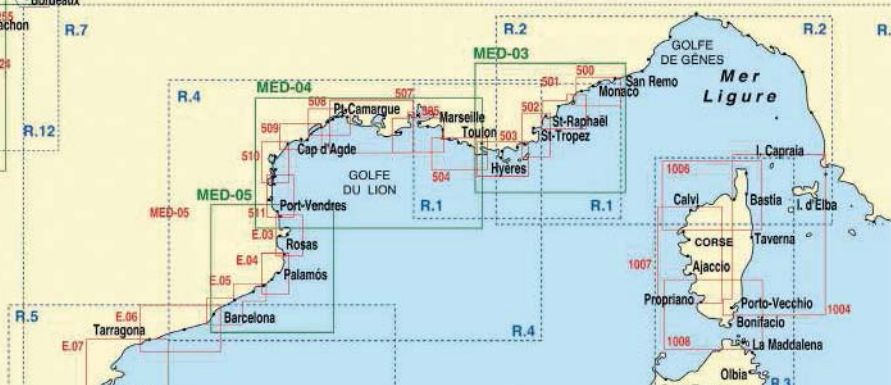 Bordeaux
achon
R.7
R.2
R.2
R.
GOLFE
DE GÊNES
MED-03
Mer
Ligure
500
San Remo
501
Monaco
R.4
MED-04
507
508
Pt-Camargue
505
Marseille
502
St-Raphaël
509
Toulon
503
St-Tropez
R.12
Cap d'Agde
510
504
Hyères
I. Capraia
GOLFE
DU LION
1006
MED-05
MED-05
511
Port-Vendres
R.1
R.1
Calvi
Bastia
I. d'Elba
E.03
Rosas
CORSE
Taverna
E.04
1007
Ajaccio
Palamós
E.05
Propriano
Porto-Vecchio
1004
R.5
E.06
Barcelona
Bonifacio
Tarragona
R.4
1008
La Maddalena
E.07
Olbia
R.3